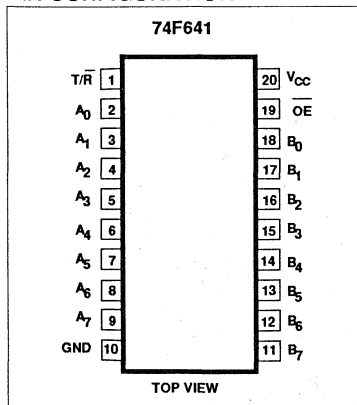 74F641
T/R̅ 1 20 VCC
A0 2 19 O̅E̅
A1 3 18 B0
A2 4 17 B1
A3 5 16 B2
A4 6 15 B3
A5 7 14 B4
A6 8 13 B5
A7 9 12 B6
GND 10 11 B7
TOP VIEW